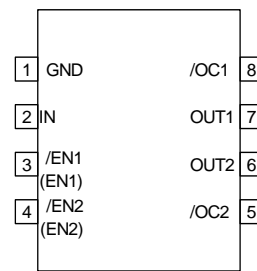 1 GND /OC1 8
2 IN OUT1 7
3 /EN1 OUT2 6
(EN1)
4 /EN2 /OC2 5
(EN2)